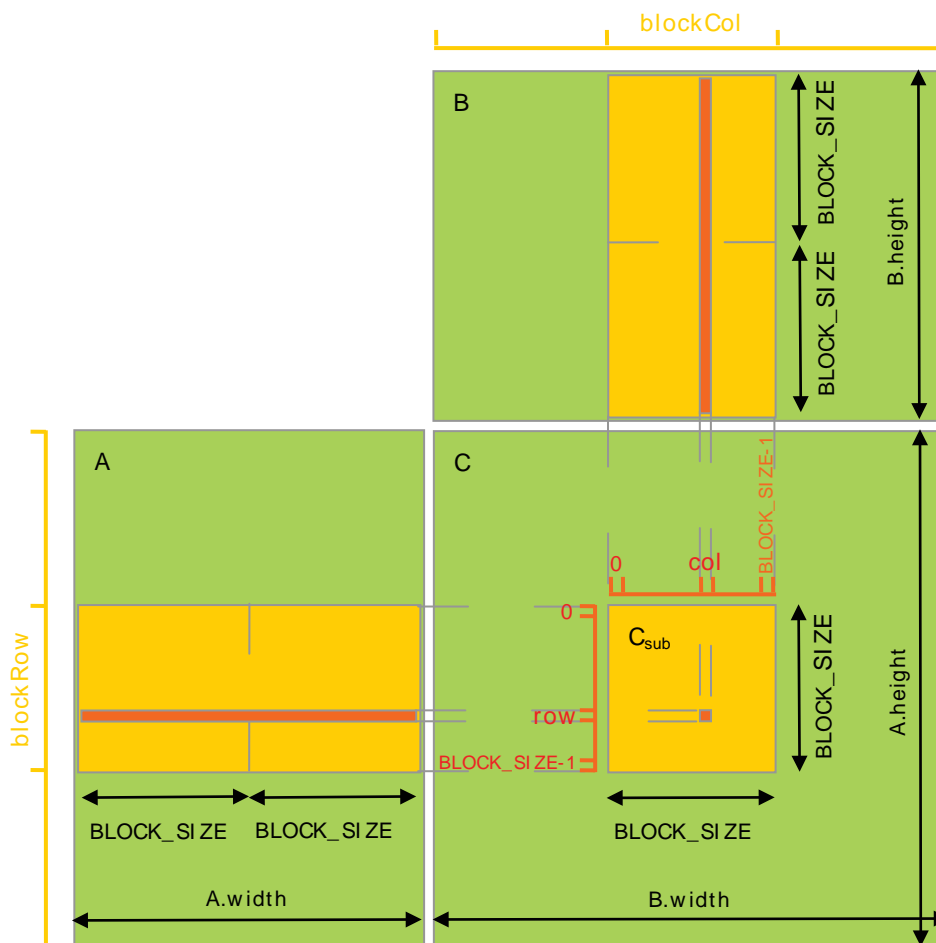 blockCol
B
BLOCK_SIZE
BLOCK_SIZE
B.height
A
C
BLOCK_SIZE-1
0
col
0
Csub
row
BLOCK_SIZE-1
BLOCK_SIZE
A.height
blockRow
BLOCK_SIZE
BLOCK_SIZE
BLOCK_SIZE
A.width
B.width